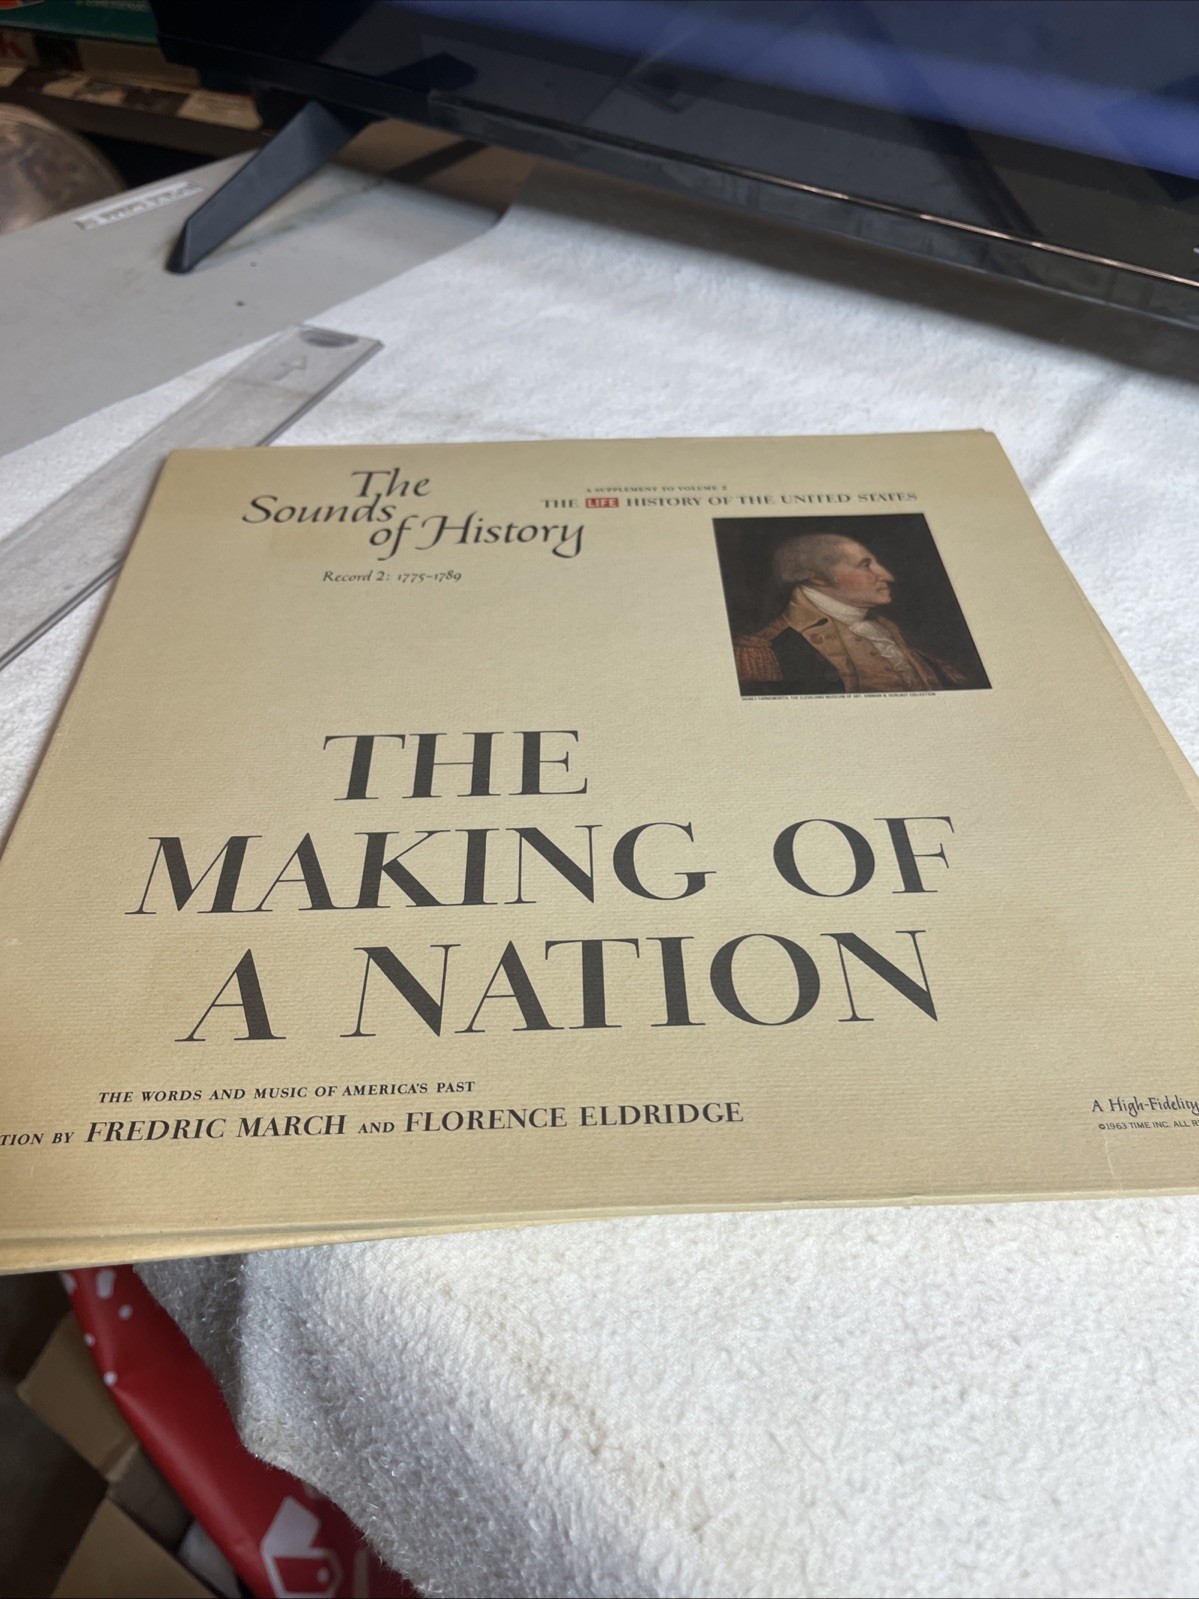 The
Sounds
of History
Record 2: 1775-1789
A SUPPLEMENT TO VOLUME 2
THE LIFE HISTORY OF THE UNITED STATES
THE
MAKING OF
A NATION
THE WORDS AND MUSIC OF AMERICA'S PAST
TION BY FREDRIC MARCH AND FLORENCE ELDRIDGE
A High-Fidelity
©1963 TIME INC. ALL R